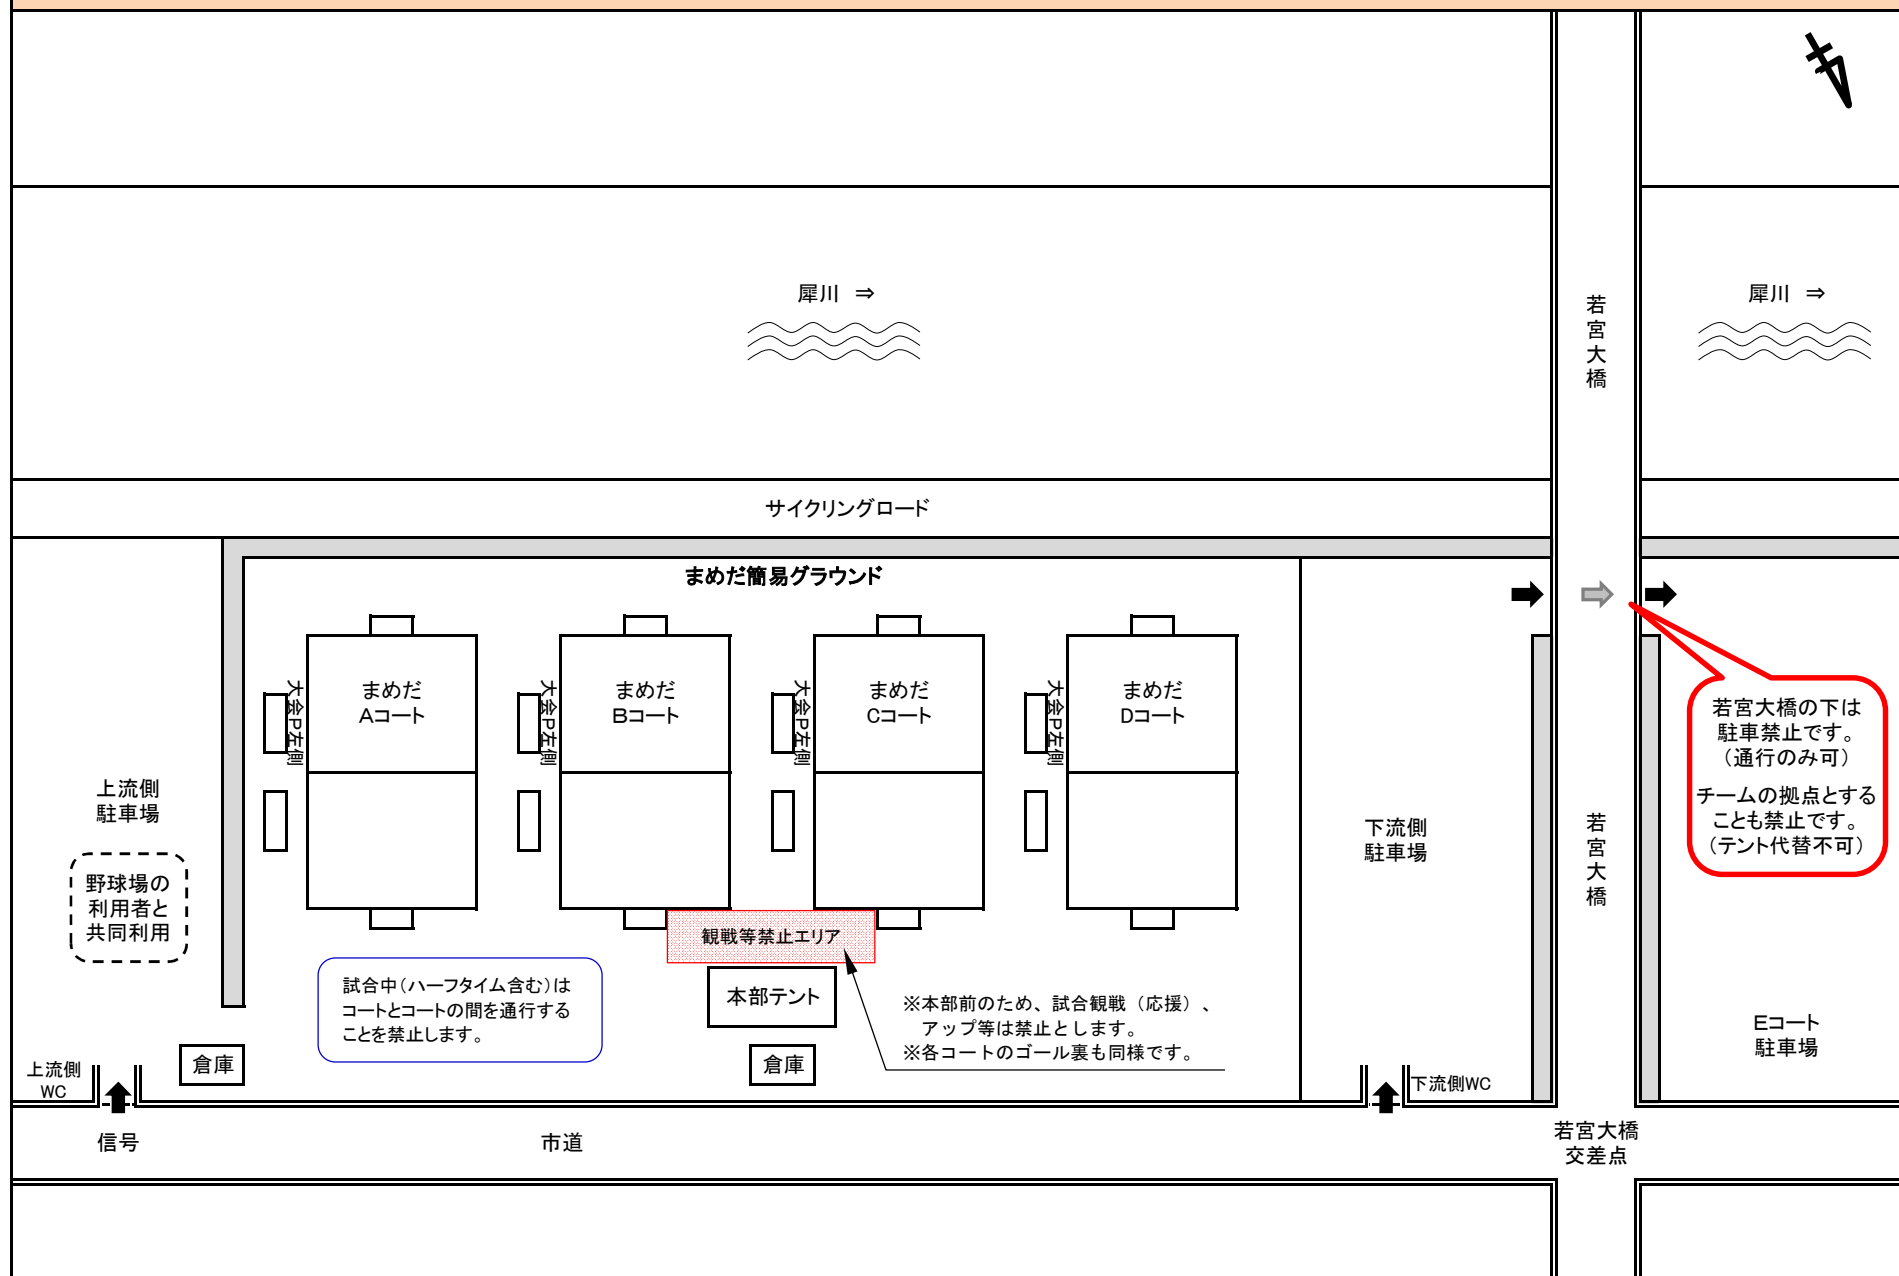 犀川 ⇒
犀川 ⇒
若宮大橋
サイクリングロード
まめだ簡易グラウンド
大会P左側
まめだ
Aコート
大会P左側
まめだ
Bコート
大会P左側
まめだ
Cコート
大会P左側
まめだ
Dコート
若宮大橋の下は
駐車禁止です。
（通行のみ可）
チームの拠点とする
ことも禁止です。
（テント代替不可）
上流側
駐車場
野球場の
利用者と
共同利用
下流側
駐車場
若宮大橋
観戦等禁止エリア
試合中（ハーフタイム含む）は
コートとコートの間を通行する
ことを禁止します。
本部テント
※本部前のため、試合観戦（応援）、
アップ等は禁止とします。
※各コートのゴール裏も同様です。
Eコート
駐車場
倉庫
倉庫
上流側
WC
下流側WC
信号
市道
若宮大橋
交差点